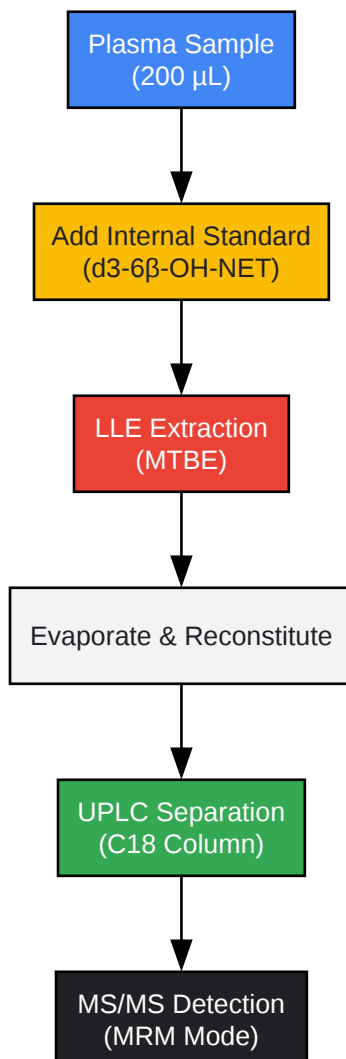 Plasma Sample
(200 µL)
Add Internal Standard
(d3-6β-OH-NET)
LLE Extraction
(MTBE)
Evaporate & Reconstitute
UPLC Separation
(C18 Column)
MS/MS Detection
(MRM Mode)